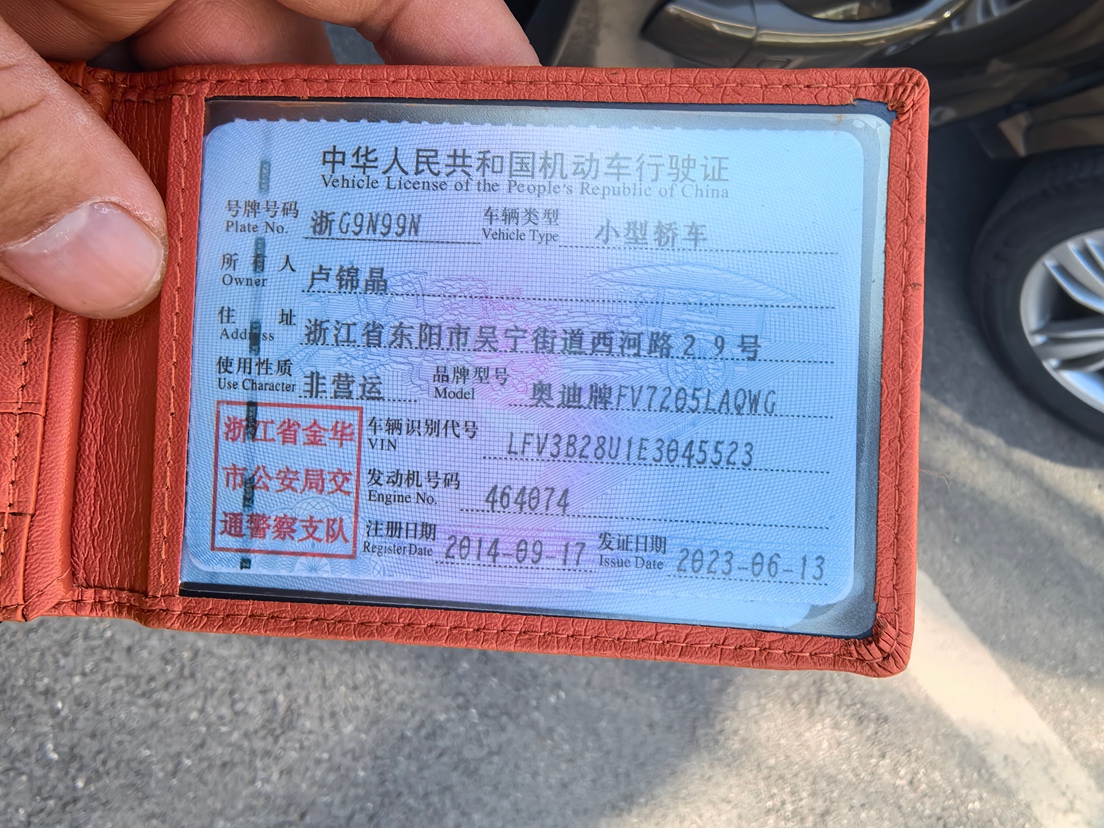 中华人民共和国机动车行驶证
Vehicle License of the People's Republic of China
号牌号码 浙G9N99N 车辆类型 小型轿车
Plate No. Vehicle Type
所有人 卢锦晶
Owner
住址 浙江省东阳市吴宁街道西河路29号
Address
使用性质 非营运 品牌型号 奥迪牌FV7205LAQWG
Use Character Model
浙江省金华
市公安局交
通警察支队
车辆识别代号 LFV3B28U1E3045523
VIN
发动机号码 464074
Engine No.
注册日期 2014-09-17 发证日期 2023-06-13
Register Date Issue Date